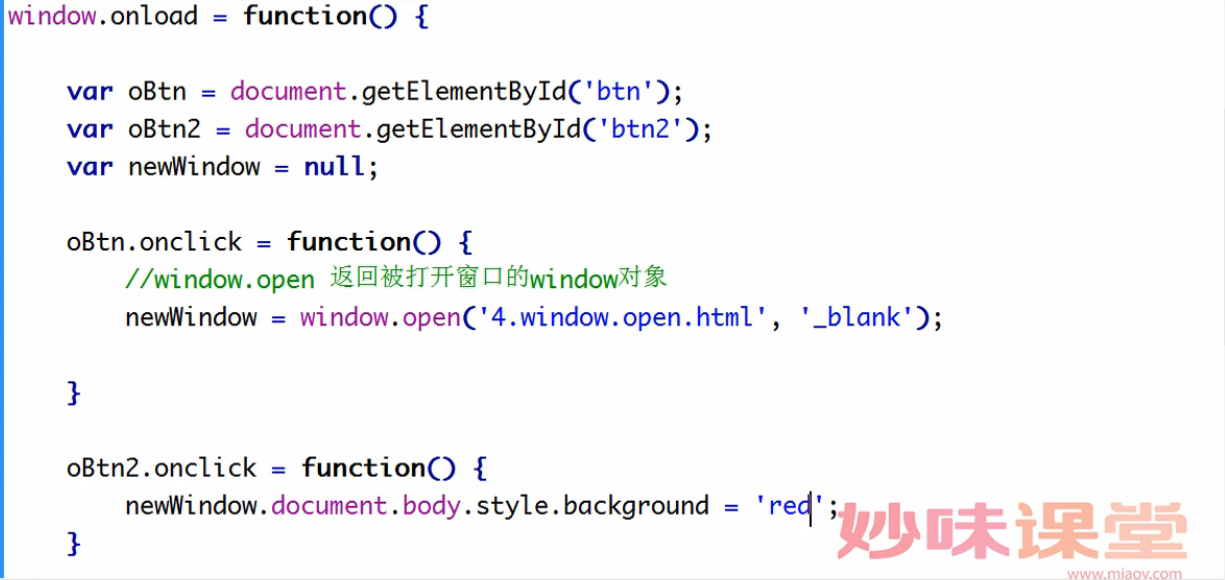 window.onload = function() {
var oBtn = document.getElementById('btn');
var oBtn2 = document.getElementById('btn2');
var newWindow = null;
oBtn.onclick = function() {
//window.open 返回被打开窗口的window对象
newWindow = window.open('4.window.open.html', '_blank');
}
oBtn2.onclick = function() {
newWindow.document.body.style.background = 'red';
}
妙味课堂
www.miaov.com